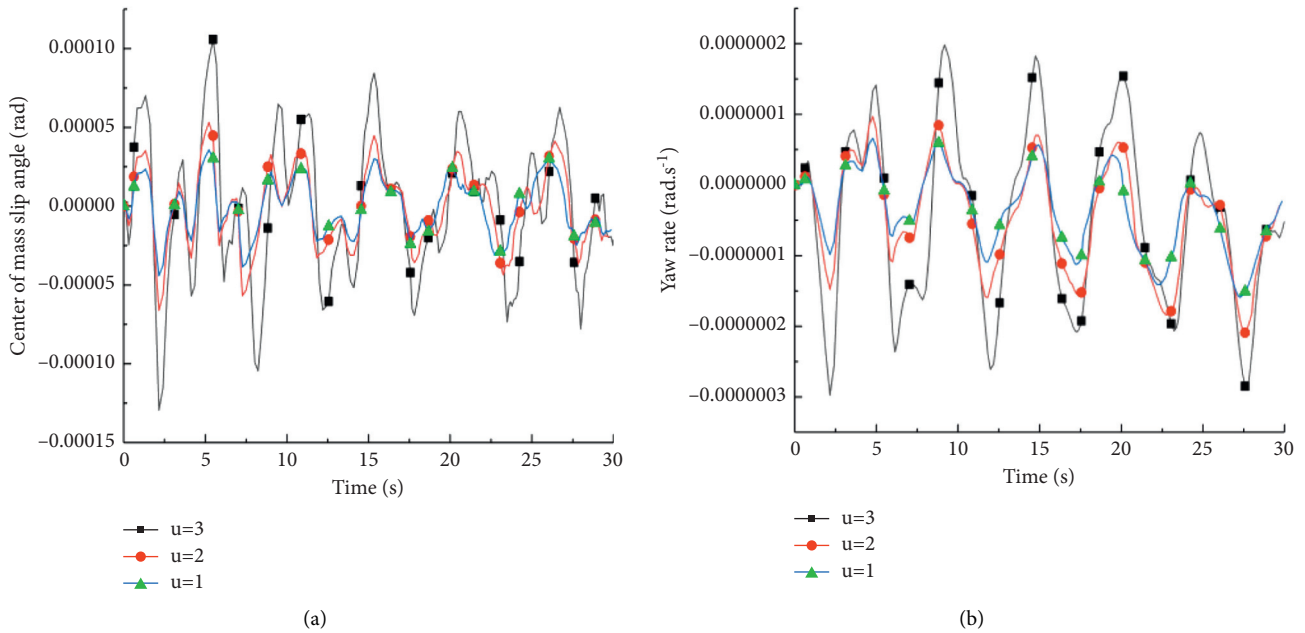 0.00010
0.00005
0.00000
−0.00005
−0.00010
−0.00015
Center of mass slip angle (rad)
0 5 10 15 20 25 30
Time (s)
u=3
u=2
u=1
(a)
0.0000002
0.0000001
0.0000000
−0.0000001
−0.0000002
−0.0000003
Yaw rate (rad.s⁻¹)
0 5 10 15 20 25 30
Time (s)
u=3
u=2
u=1
(b)